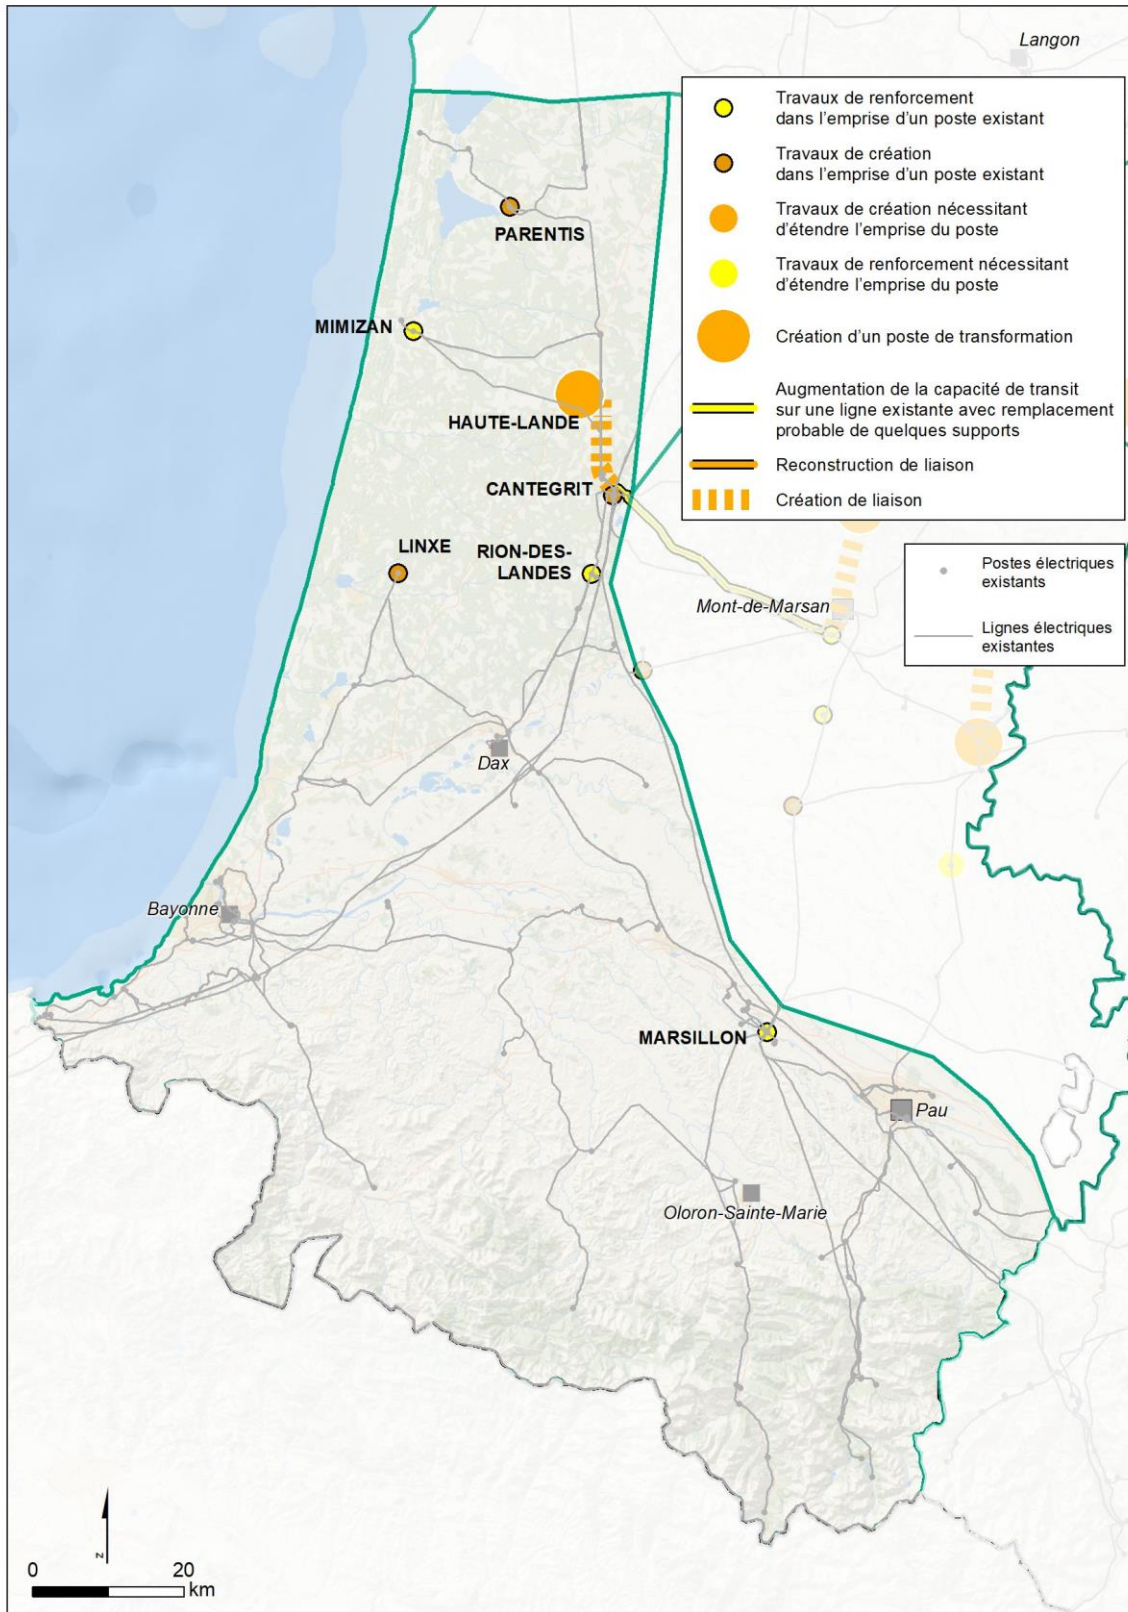 Langon
Travaux de renforcement
dans l'emprise d'un poste existant
Travaux de création
dans l'emprise d'un poste existant
Travaux de création nécessitant
d'étendre l'emprise du poste
Travaux de renforcement nécessitant
d'étendre l'emprise du poste
Création d'un poste de transformation
Augmentation de la capacité de transit
sur une ligne existante avec remplacement
probable de quelques supports
Reconstruction de liaison
Création de liaison
Postes électriques
existants
Lignes électriques
existantes
PARENTIS
MIMIZAN
HAUTE-LANDE
CANTEGRIT
LINXE
RION-DES-
LANDES
Mont-de-Marsan
Dax
Bayonne
MARSILLON
Pau
Oloron-Sainte-Marie
N
0 20
km